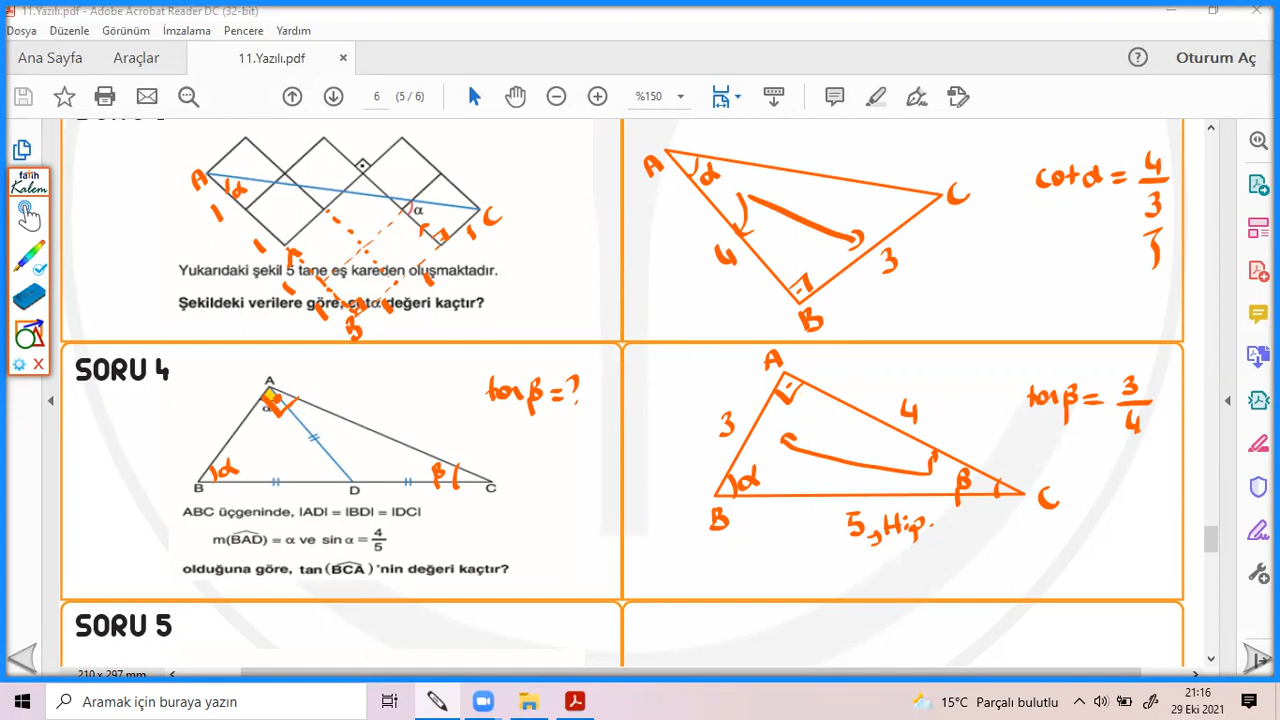 11.Yazılı.pdf - Adobe Acrobat Reader DC (32-bit)
Dosya Düzenle Görünüm İmzalama Pencere Yardım
Ana Sayfa Araçlar 11.Yazılı.pdf × Oturum Aç
6 (5 / 6) %150
fatih
Kalem
A α α C
B
Yukarıdaki şekil 5 tane eş kareden oluşmaktadır.
Şekildeki verilere göre, cotα değeri kaçtır?
A α C
4 3
B
cotα = 4
3
SORU 4
A
α
α β
B D C
tanβ = ?
ABC üçgeninde, |AD| = |BD| = |DC|
m(BAD) = α ve sin α = 4/5
olduğuna göre, tan (BCA) 'nin değeri kaçtır?
A
3 4
α β
B C
5, Hip.
tanβ = 3/4
SORU 5
210 x 297 mm
Aramak için buraya yazın
15°C Parçalı bulutlu
21:16
29 Eki 2021